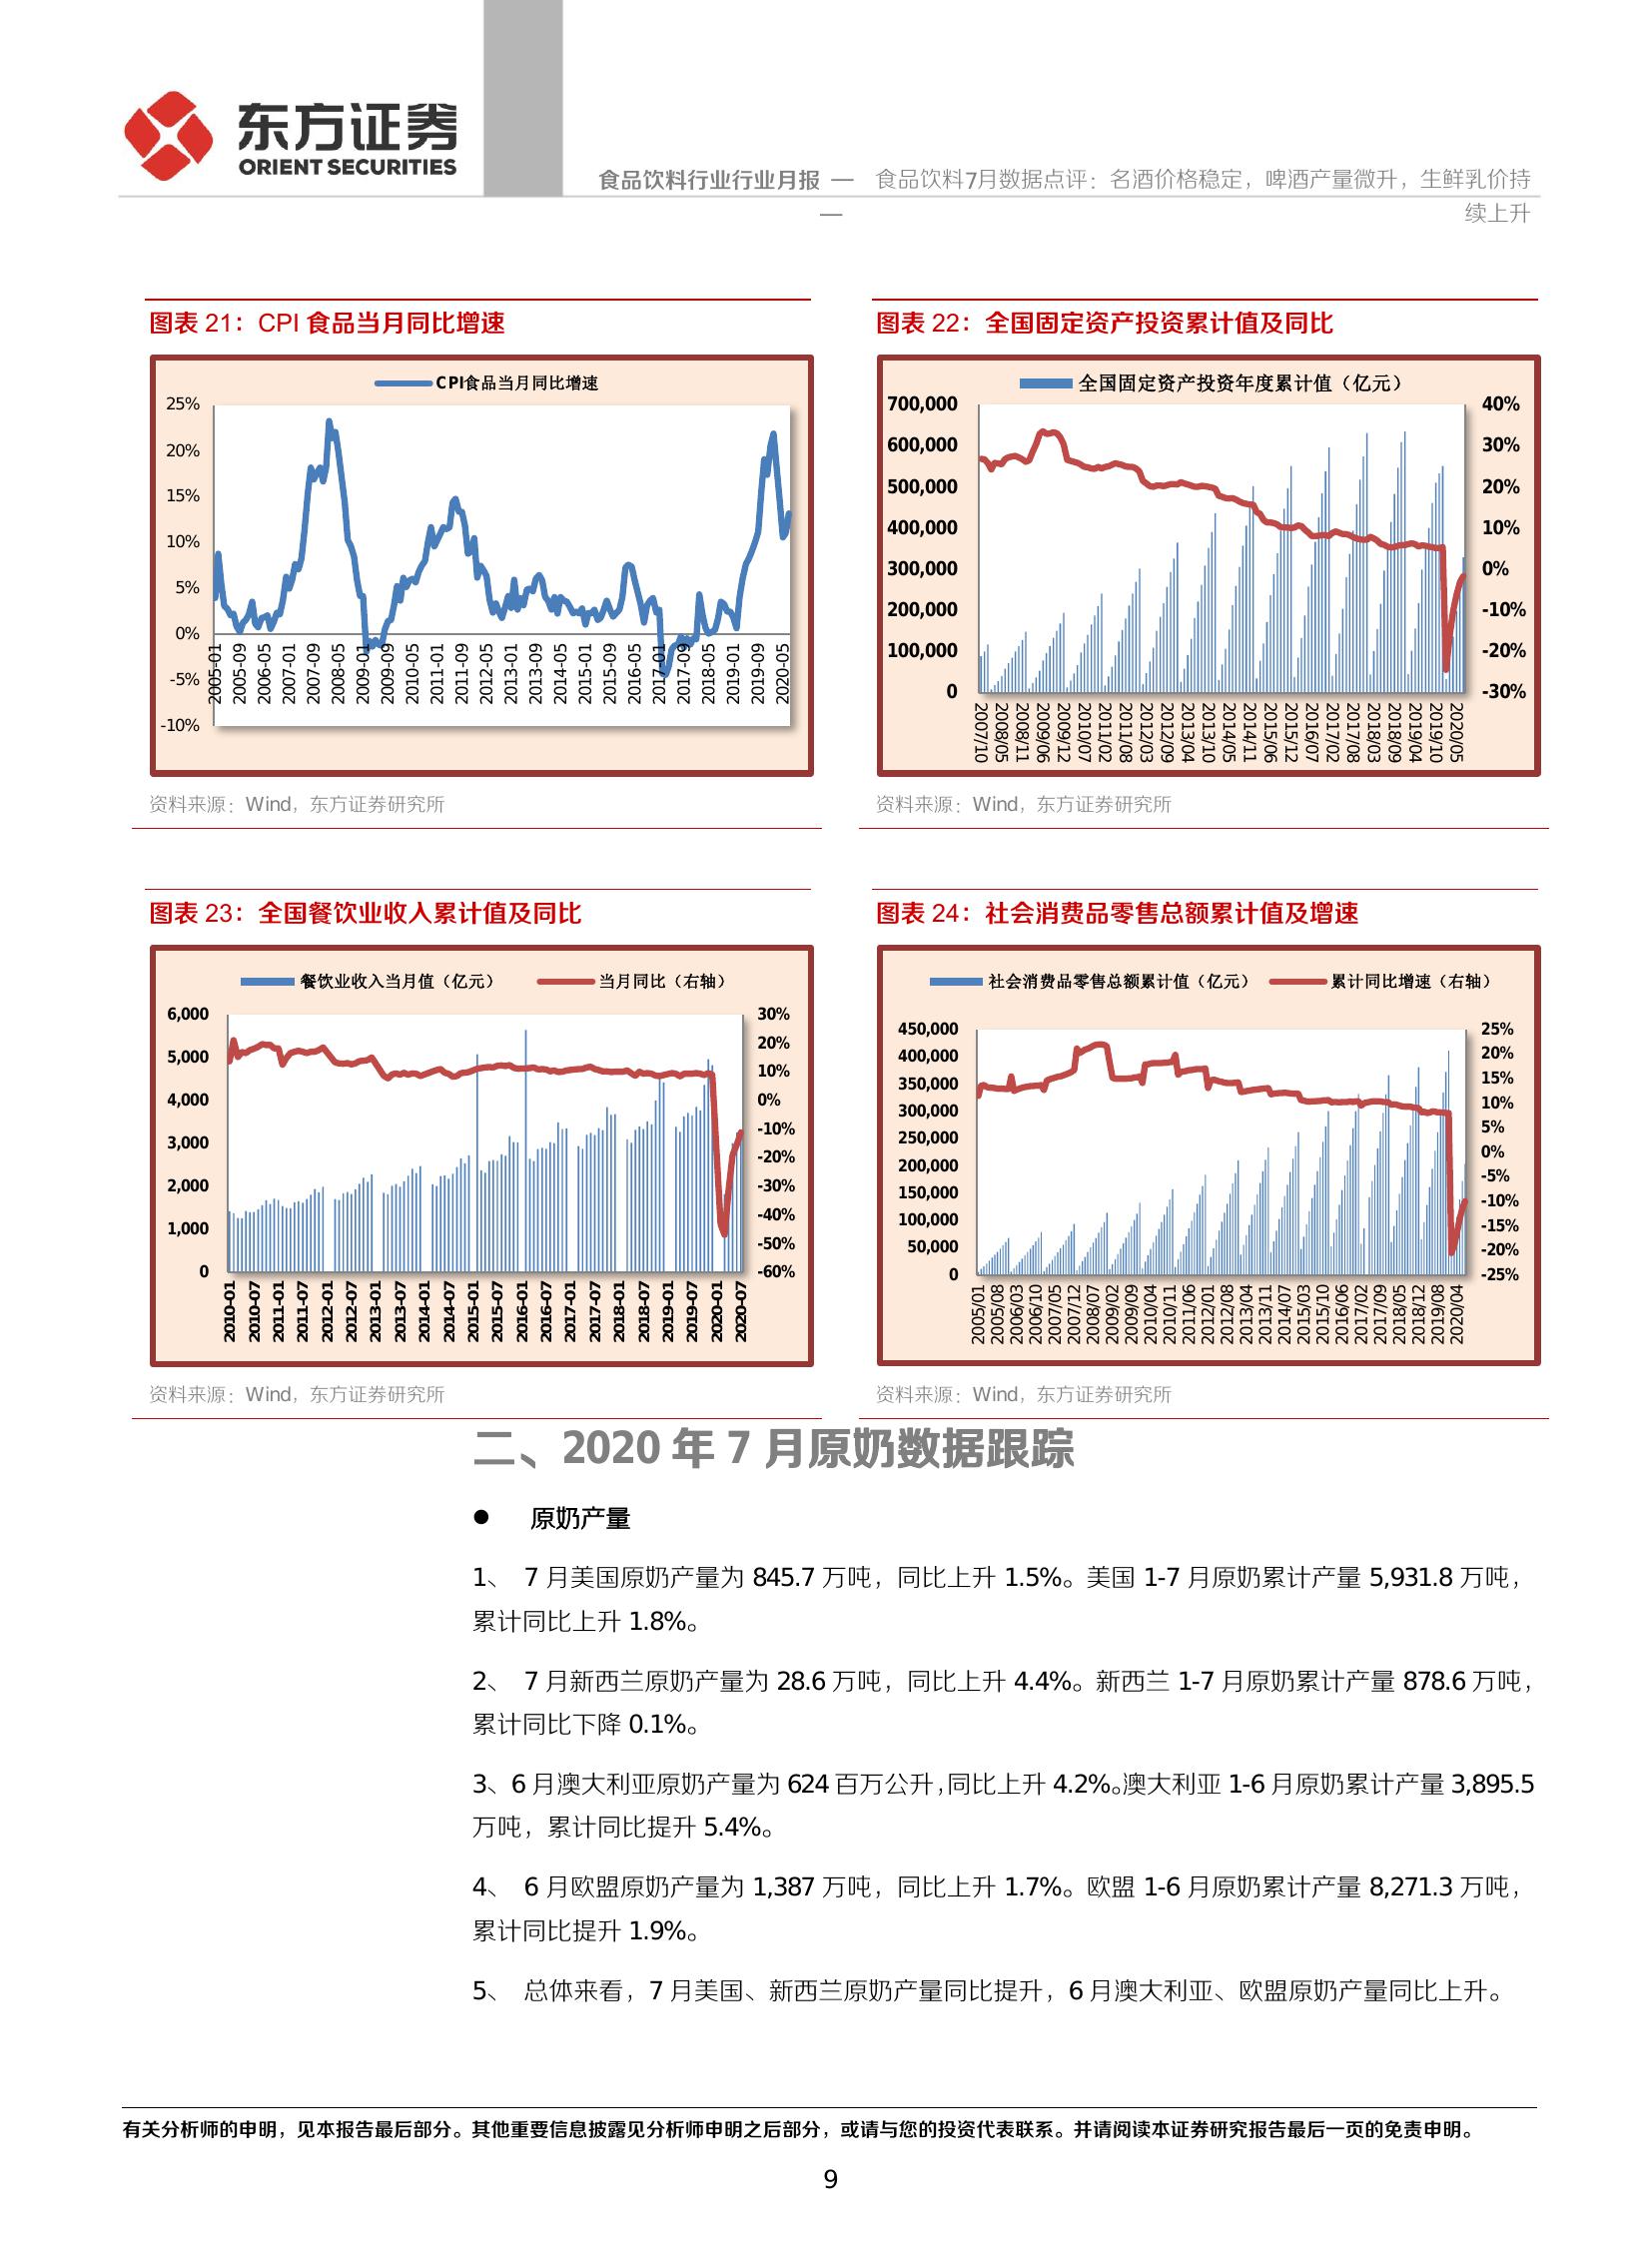 东方证券
ORIENT SECURITIES
食品饮料行业行业月报 —— 食品饮料7月数据点评：名酒价格稳定，啤酒产量微升，生鲜乳价持
续上升
图表 21：CPI 食品当月同比增速
CPI食品当月同比增速
25%
20%
15%
10%
5%
0%
-5%
-10%
2005-01 2005-09 2006-05 2007-01 2007-09 2008-05 2009-01 2009-09 2010-05 2011-01 2011-09 2012-05 2013-01 2013-09 2014-05 2015-01 2015-09 2016-05 2017-01 2017-09 2018-05 2019-01 2019-09 2020-05
资料来源：Wind，东方证券研究所
图表 22：全国固定资产投资累计值及同比
全国固定资产投资年度累计值（亿元）
700,000 40%
600,000 30%
500,000 20%
400,000 10%
300,000 0%
200,000 -10%
100,000 -20%
0 -30%
2007/10 2008/05 2008/11 2009/06 2009/12 2010/07 2011/02 2011/08 2012/03 2012/09 2013/04 2013/10 2014/05 2014/11 2015/06 2015/12 2016/07 2017/02 2017/08 2018/03 2018/09 2019/04 2019/10 2020/05
资料来源：Wind，东方证券研究所
图表 23：全国餐饮业收入累计值及同比
餐饮业收入当月值（亿元） 当月同比（右轴）
6,000
5,000
4,000
3,000
2,000
1,000
0
30%
20%
10%
0%
-10%
-20%
-30%
-40%
-50%
-60%
2010-01 2010-07 2011-01 2011-07 2012-01 2012-07 2013-01 2013-07 2014-01 2014-07 2015-01 2015-07 2016-01 2016-07 2017-01 2017-07 2018-01 2018-07 2019-01 2019-07 2020-01 2020-07
资料来源：Wind，东方证券研究所
图表 24：社会消费品零售总额累计值及增速
社会消费品零售总额累计值（亿元） 累计同比增速（右轴）
450,000
400,000
350,000
300,000
250,000
200,000
150,000
100,000
50,000
0
25%
20%
15%
10%
5%
0%
-5%
-10%
-15%
-20%
-25%
2005/01 2005/08 2006/03 2006/10 2007/05 2007/12 2008/07 2009/02 2009/09 2010/04 2010/11 2011/06 2012/01 2012/08 2013/04 2013/11 2014/07 2015/03 2015/10 2016/06 2017/02 2017/09 2018/05 2018/12 2019/08 2020/04
资料来源：Wind，东方证券研究所
二、2020 年 7 月原奶数据跟踪
● 原奶产量
1、 7 月美国原奶产量为 845.7 万吨，同比上升 1.5%。美国 1-7 月原奶累计产量 5,931.8 万吨，
累计同比上升 1.8%。
2、 7 月新西兰原奶产量为 28.6 万吨，同比上升 4.4%。新西兰 1-7 月原奶累计产量 878.6 万吨，
累计同比下降 0.1%。
3、6 月澳大利亚原奶产量为 624 百万公升，同比上升 4.2%。澳大利亚 1-6 月原奶累计产量 3,895.5
万吨，累计同比提升 5.4%。
4、 6 月欧盟原奶产量为 1,387 万吨，同比上升 1.7%。欧盟 1-6 月原奶累计产量 8,271.3 万吨，
累计同比提升 1.9%。
5、 总体来看，7 月美国、新西兰原奶产量同比提升，6 月澳大利亚、欧盟原奶产量同比上升。
有关分析师的申明，见本报告最后部分。其他重要信息披露见分析师申明之后部分，或请与您的投资代表联系。并请阅读本证券研究报告最后一页的免责申明。
9